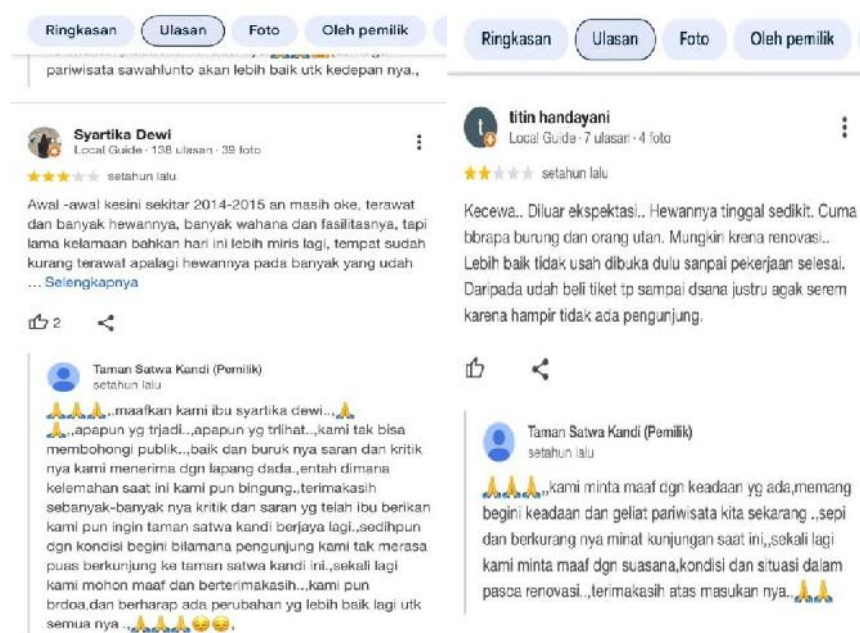 Ringkasan Ulasan Foto Oleh pemilik
pariwisata sawahlunto akan lebih baik utk kedepan nya.,
Syartika Dewi
Local Guide · 138 ulasan · 39 foto
setahun lalu
Awal -awal kesini sekitar 2014-2015 an masih oke, terawat
dan banyak hewannya, banyak wahana dan fasilitasnya, tapi
lama kelamaan bahkan hari ini lebih miris lagi, tempat sudah
kurang terawat apalagi hewannya pada banyak yang udah
... Selengkapnya
2
Taman Satwa Kandi (Pemilik)
setahun lalu
🙏🙏🙏.,maafkan kami ibu syartika dewi..,🙏
🙏.,apapun yg trjadi..,apapun yg trlihat..,kami tak bisa
membohongi publik..,baik dan buruk nya saran dan kritik
nya kami menerima dgn lapang dada.,entah dimana
kelemahan saat ini kami pun bingung.,terimakasih
sebanyak-banyak nya kritik dan saran yg telah ibu berikan
kami pun ingin taman satwa kandi berjaya lagi.,sedihpun
dgn kondisi begini bilamana pengunjung kami tak merasa
puas berkunjung ke taman satwa kandi ini.,sekali lagi
kami mohon maaf dan berterimakasih..,kami pun
brdoa,dan berharap ada perubahan yg lebih baik lagi utk
semua nya .,🙏🙏🙏😔😔,
Ringkasan Ulasan Foto Oleh pemilik
t
titin handayani
Local Guide · 7 ulasan · 4 foto
setahun lalu
Kecewa.. Diluar ekspektasi.. Hewannya tinggal sedikit. Cuma
bbrapa burung dan orang utan. Mungkin krena renovasi..
Lebih baik tidak usah dibuka dulu sanpai pekerjaan selesai.
Daripada udah beli tiket tp sampai dsana justru agak serem
karena hampir tidak ada pengunjung.
Taman Satwa Kandi (Pemilik)
setahun lalu
🙏🙏🙏.,kami minta maaf dgn keadaan yg ada,memang
begini keadaan dan geliat pariwisata kita sekarang .,sepi
dan berkurang nya minat kunjungan saat ini,,sekali lagi
kami minta maaf dgn suasana,kondisi dan situasi dalam
pasca renovasi..,terimakasih atas masukan nya.,🙏🙏